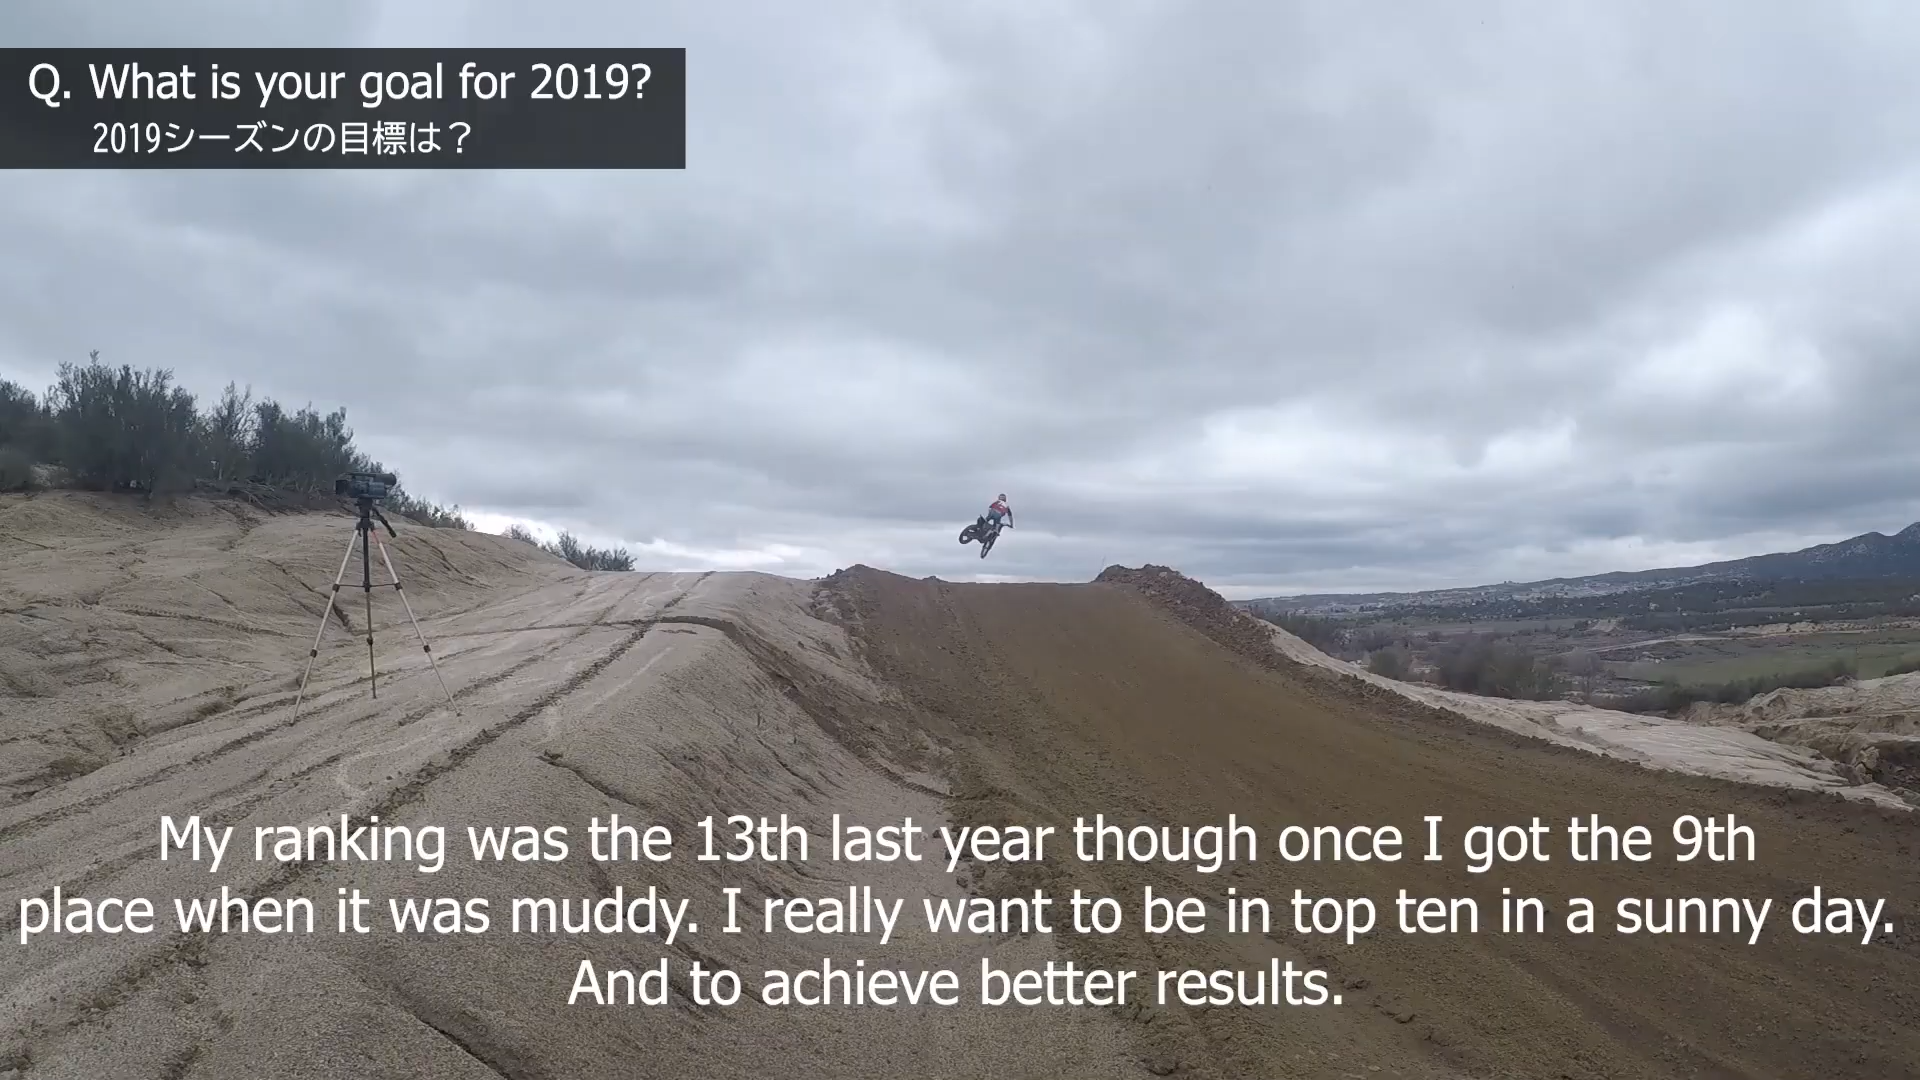 Q. What is your goal for 2019?
2019シーズンの目標は？
My ranking was the 13th last year though once I got the 9th
place when it was muddy. I really want to be in top ten in a sunny day.
And to achieve better results.